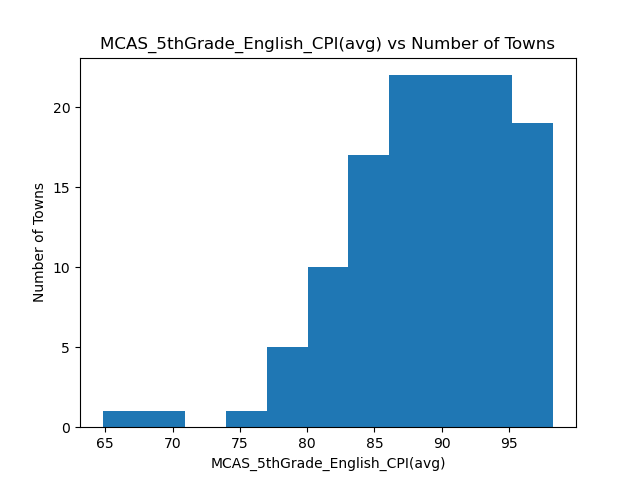 MCAS_5thGrade_English_CPI(avg) vs Number of Towns
20
15
10
5
0
Number of Towns
65 70 75 80 85 90 95
MCAS_5thGrade_English_CPI(avg)